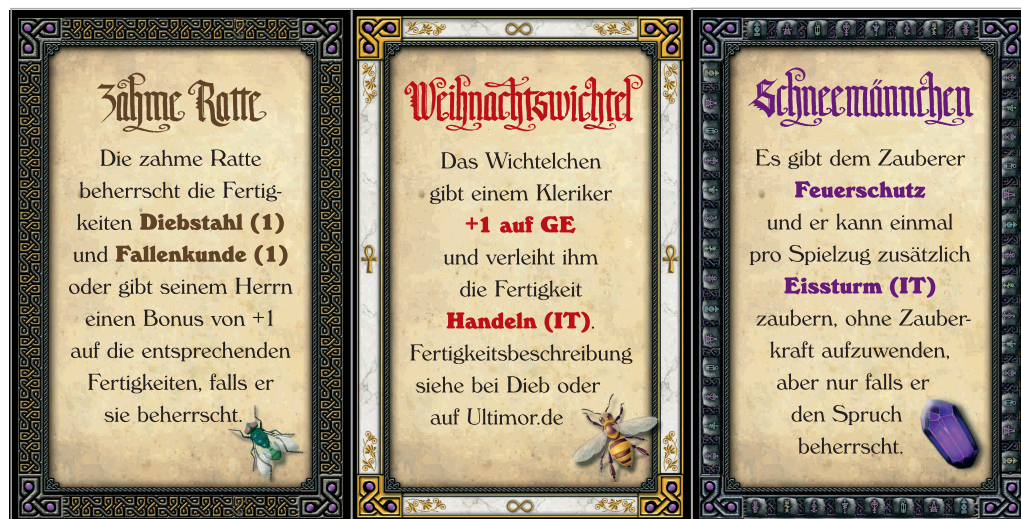 Zahme Ratte
Die zahme Ratte
beherrscht die Fertig-
keiten Diebstahl (1)
und Fallenkunde (1)
oder gibt seinem Herrn
einen Bonus von +1
auf die entsprechenden
Fertigkeiten, falls er
sie beherrscht.
Weihnachtswichtel
Das Wichtelchen
gibt einem Kleriker
+1 auf GE
und verleiht ihm
die Fertigkeit
Handeln (IT).
Fertigkeitsbeschreibung
siehe bei Dieb oder
auf Ultimor.de
Schneemännchen
Es gibt dem Zauberer
Feuerschutz
und er kann einmal
pro Spielzug zusätzlich
Eissturm (IT)
zaubern, ohne Zauber-
kraft aufzuwenden,
aber nur falls er
den Spruch
beherrscht.